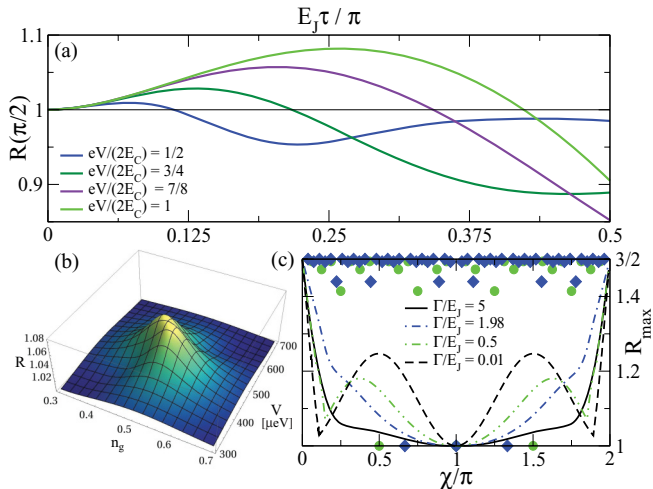 E_J τ / π
1.1
(a)
1
R(π/2)
0.9
eV/(2E_C) = 1/2
eV/(2E_C) = 3/4
eV/(2E_C) = 7/8
eV/(2E_C) = 1
0 0.125 0.25 0.375 0.5
(b)
1.08
1.06
1.04
1.02
R
0.3 0.4 0.5 0.6 0.7
n_g
300 400 500 600 700
V
[μeV]
(c)
3/2
1.4
1.2
1
R_max
Γ/E_J = 5
Γ/E_J = 1.98
Γ/E_J = 0.5
Γ/E_J = 0.01
0 0.5 1 1.5 2
χ/π